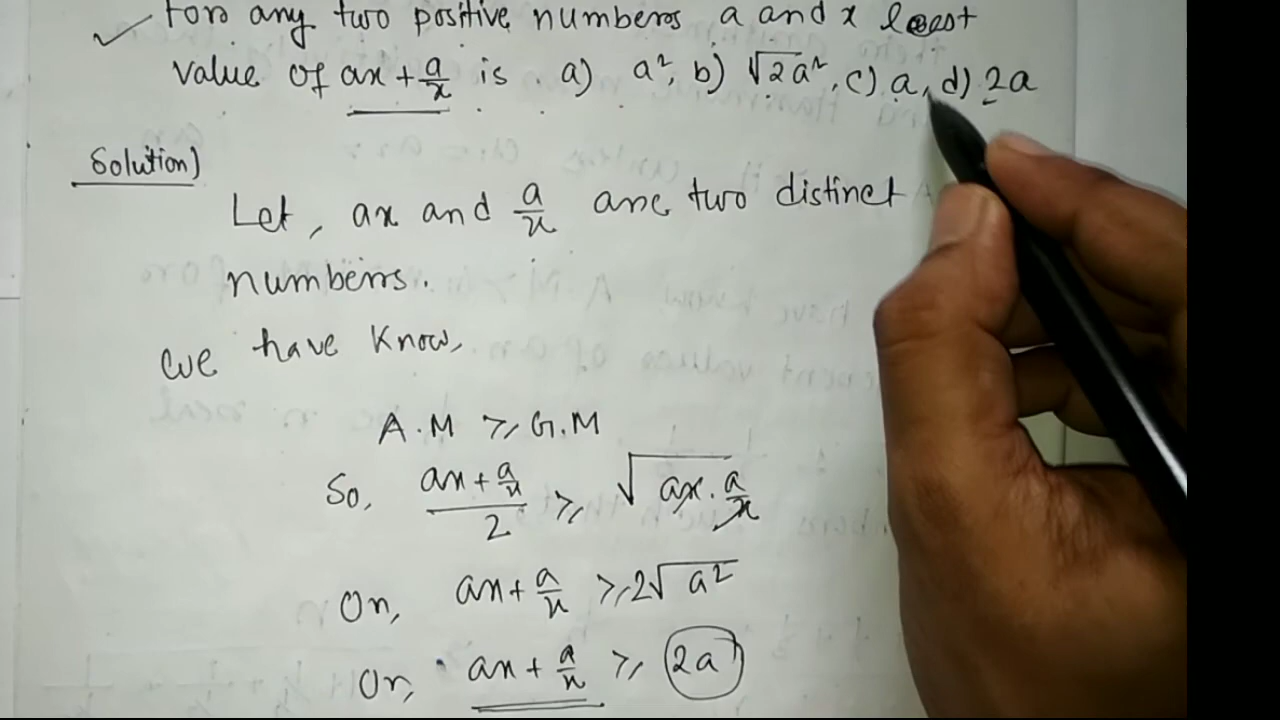 For any two positive numbers a and x least
value of ax + a/x is . a) a², b) √2a², c) a, d) 2a
Solution)
Let, ax and a/x are two distinct
numbers.
we have know,
A.M ≥ G.M
So, (ax + a/x)/2 ≥ √(ax . a/x)
Or, ax + a/x ≥ 2√a²
Or, ax + a/x ≥ 2a